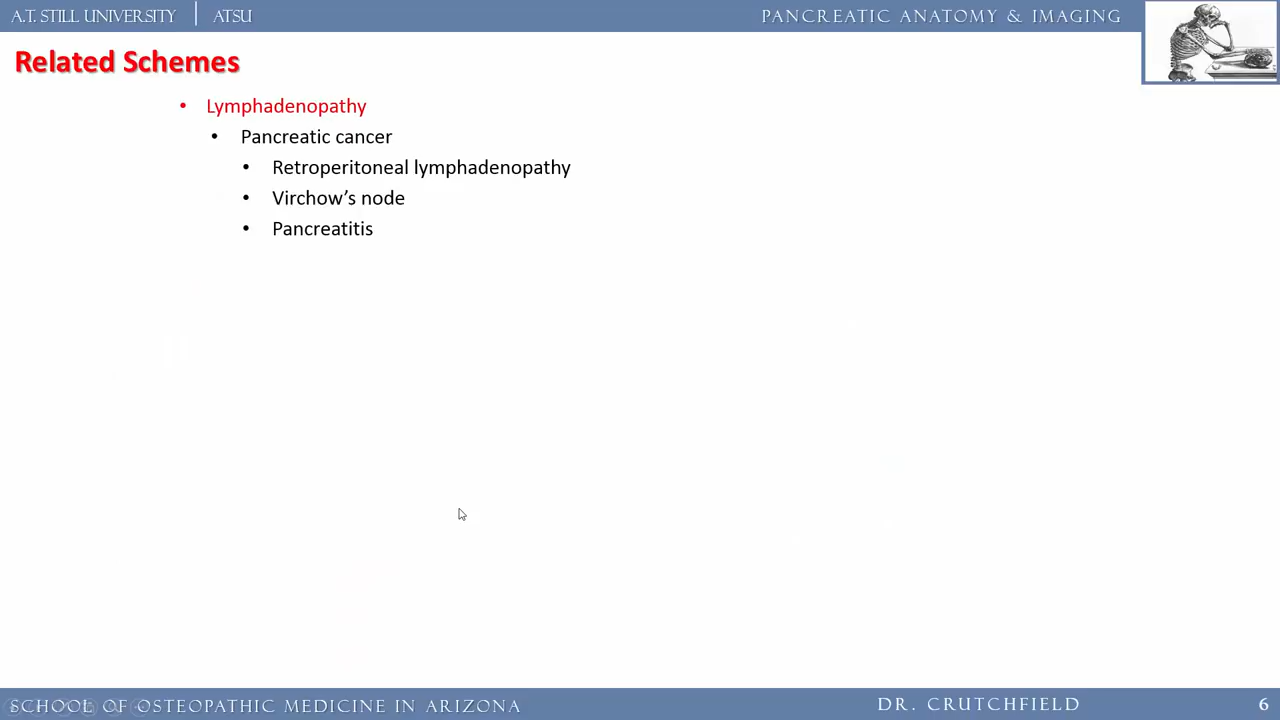 A.T. STILL UNIVERSITY | ATSU
PANCREATIC ANATOMY & IMAGING
Related Schemes
• Lymphadenopathy
• Pancreatic cancer
• Retroperitoneal lymphadenopathy
• Virchow’s node
• Pancreatitis
SCHOOL OF OSTEOPATHIC MEDICINE IN ARIZONA
DR. CRUTCHFIELD
6